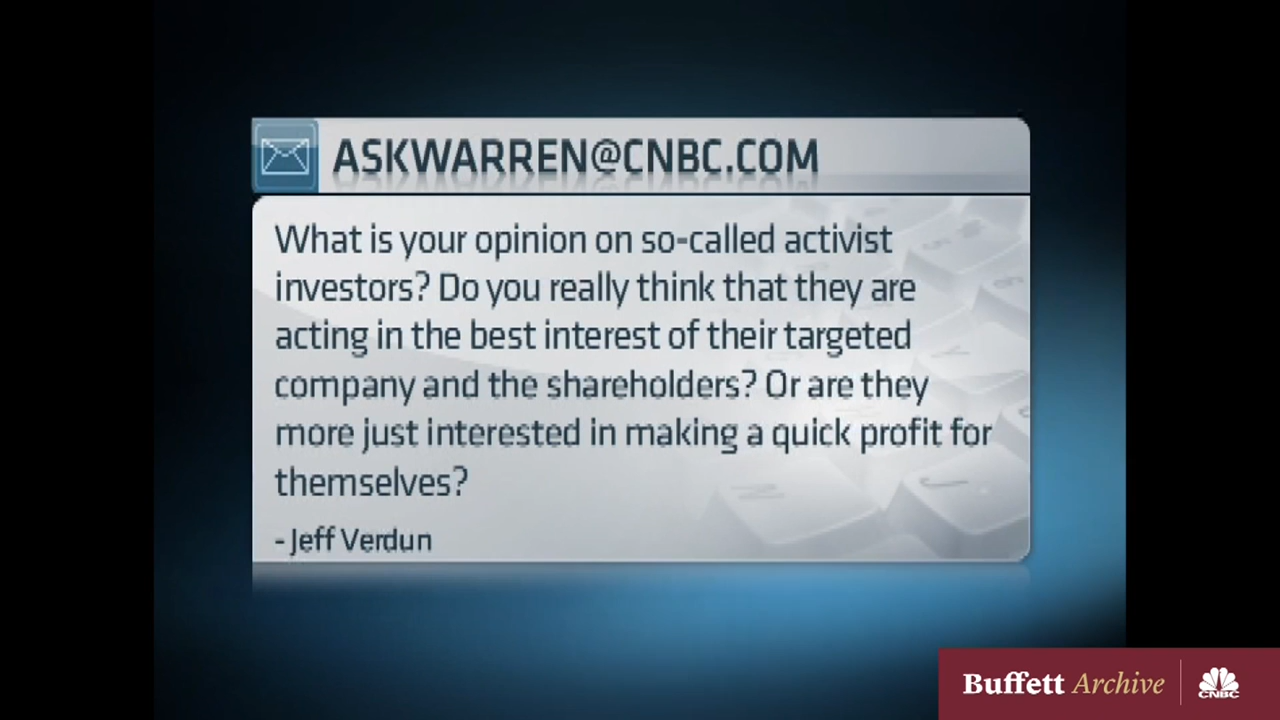 ASKWARREN@CNBC.COM
What is your opinion on so-called activist
investors? Do you really think that they are
acting in the best interest of their targeted
company and the shareholders? Or are they
more just interested in making a quick profit for
themselves?
- Jeff Verdun
Buffett Archive
CNBC